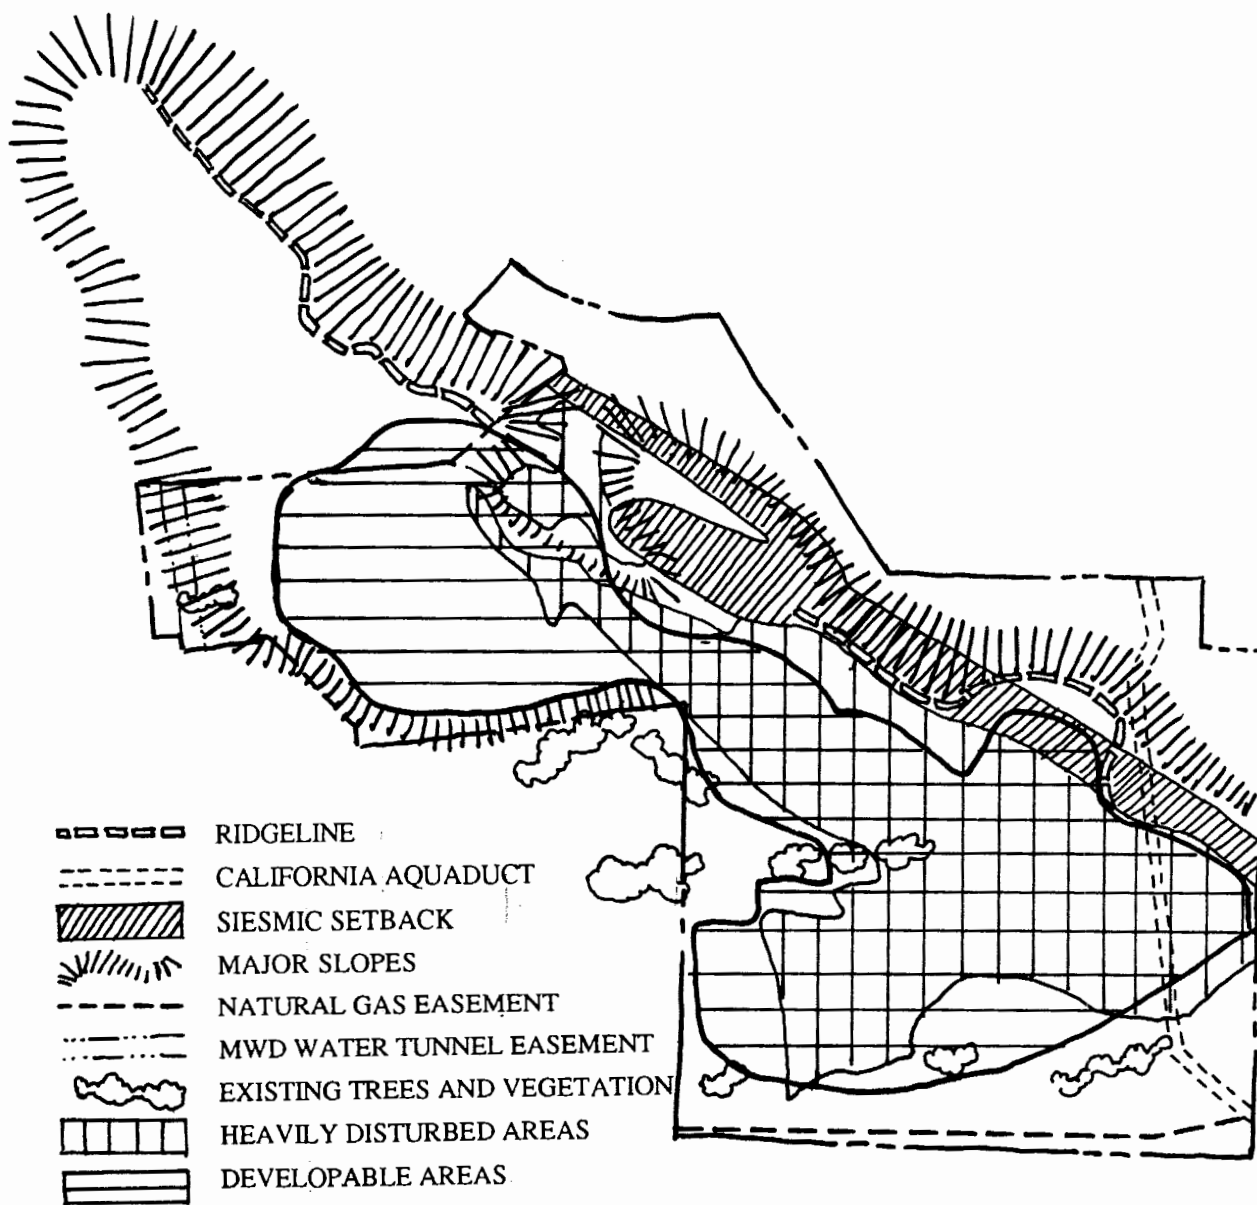 RIDGELINE
CALIFORNIA AQUADUCT
SIESMIC SETBACK
MAJOR SLOPES
NATURAL GAS EASEMENT
MWD WATER TUNNEL EASEMENT
EXISTING TREES AND VEGETATION
HEAVILY DISTURBED AREAS
DEVELOPABLE AREAS